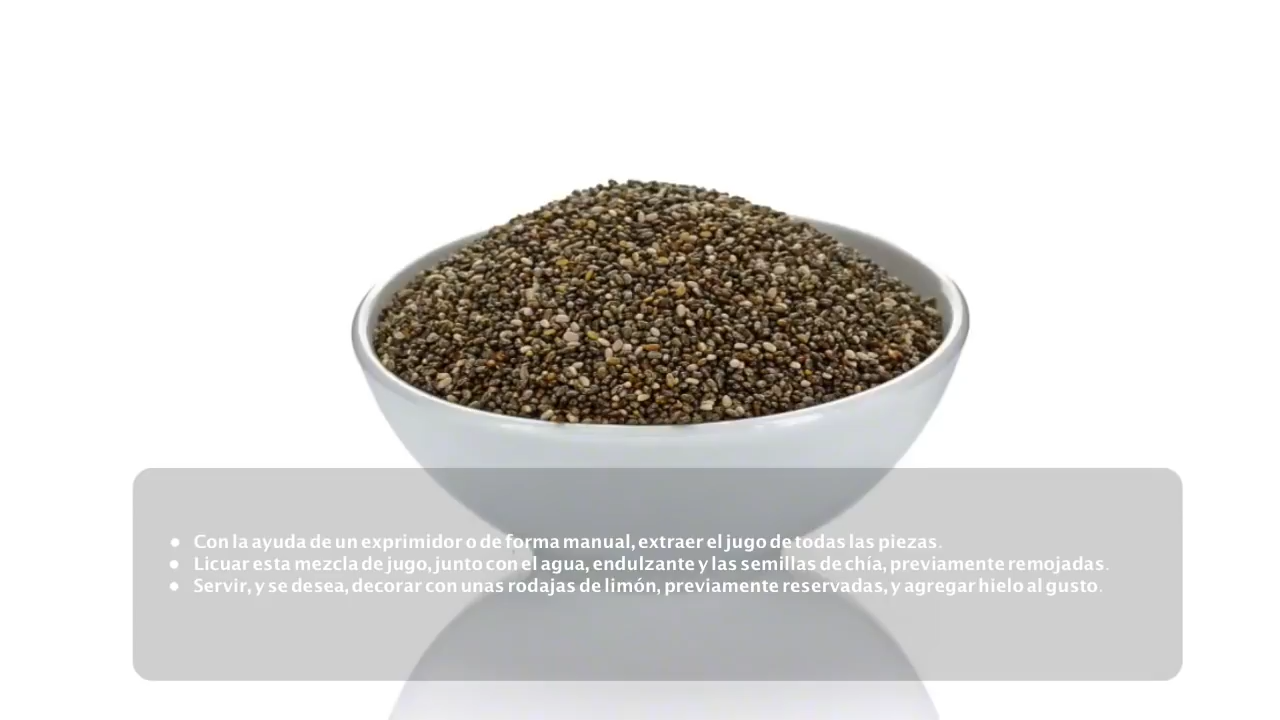 ● Con la ayuda de un exprimidor o de forma manual, extraer el jugo de todas las piezas.
● Licuar esta mezcla de jugo, junto con el agua, endulzante y las semillas de chía, previamente remojadas.
● Servir, y se desea, decorar con unas rodajas de limón, previamente reservadas, y agregar hielo al gusto.